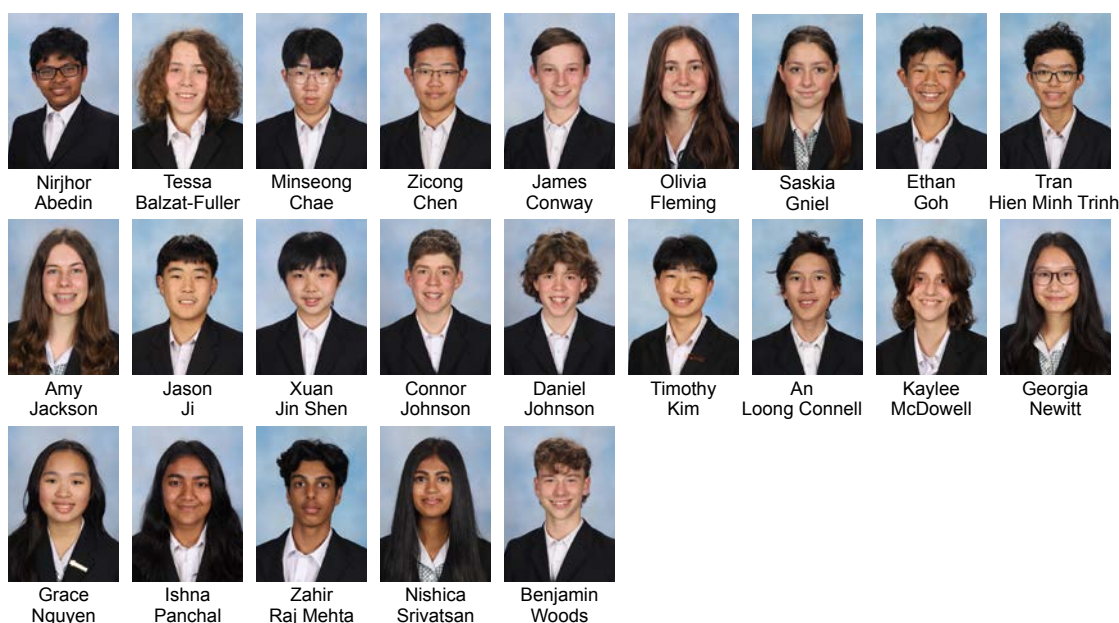 Nirjhor
Abedin
Tessa
Balzat-Fuller
Minseong
Chae
Zicong
Chen
James
Conway
Olivia
Fleming
Saskia
Gniel
Ethan
Goh
Tran
Hien Minh Trinh
Amy
Jackson
Jason
Ji
Xuan
Jin Shen
Connor
Johnson
Daniel
Johnson
Timothy
Kim
An
Loong Connell
Kaylee
McDowell
Georgia
Newitt
Grace
Nguyen
Ishna
Panchal
Zahir
Raj Mehta
Nishica
Srivatsan
Benjamin
Woods